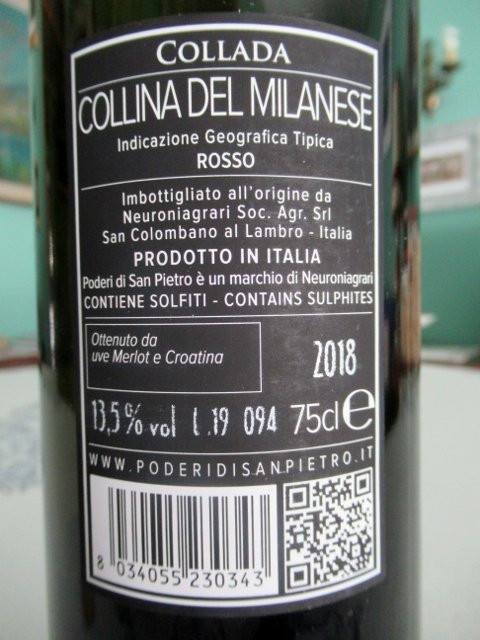 COLLADA
COLLINA DEL MILANESE
Indicazione Geografica Tipica
ROSSO
Imbottigliato all'origine da
Neuroniagrari Soc. Agr. Srl
San Colombano al Lambro - Italia
PRODOTTO IN ITALIA
Poderi di San Pietro è un marchio di Neuroniagrari
CONTIENE SOLFITI - CONTAINS SULPHITES
Ottenuto da
uve Merlot e Croatina
2018
13,5% vol L.19 094 75cl e
WWW.PODERIDISANPIETRO.IT
8 034055 230343